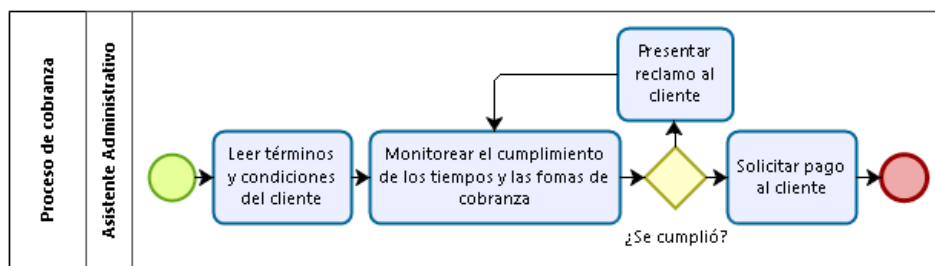 Proceso de cobranza
Asistente Administrativo
Leer términos
y condiciones
del cliente
Monitorear el cumplimiento
de los tiempos y las fomas de
cobranza
Presentar
reclamo al
cliente
¿Se cumplió?
Solicitar pago
al cliente